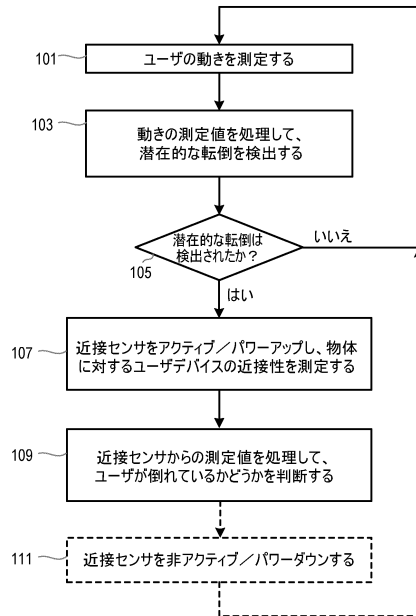 101
ユーザの動きを測定する
103
動きの測定値を処理して、
潜在的な転倒を検出する
潜在的な転倒は
検出されたか？
いいえ
105
はい
107
近接センサをアクティブ／パワーアップし、物体
に対するユーザデバイスの近接性を測定する
109
近接センサからの測定値を処理して、
ユーザが倒れているかどうかを判断する
111
近接センサを非アクティブ／パワーダウンする